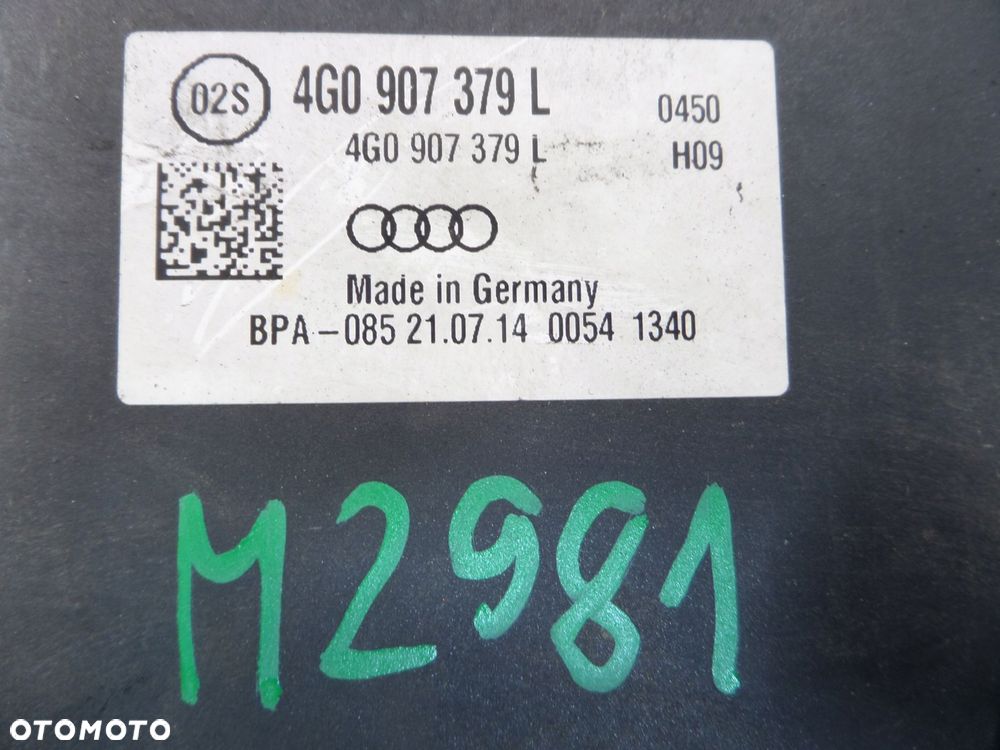 02S 4G0 907 379 L 0450
4G0 907 379 L H09
Made in Germany
BPA-085 21.07.14 0054 1340
M2981
OTOMOTO